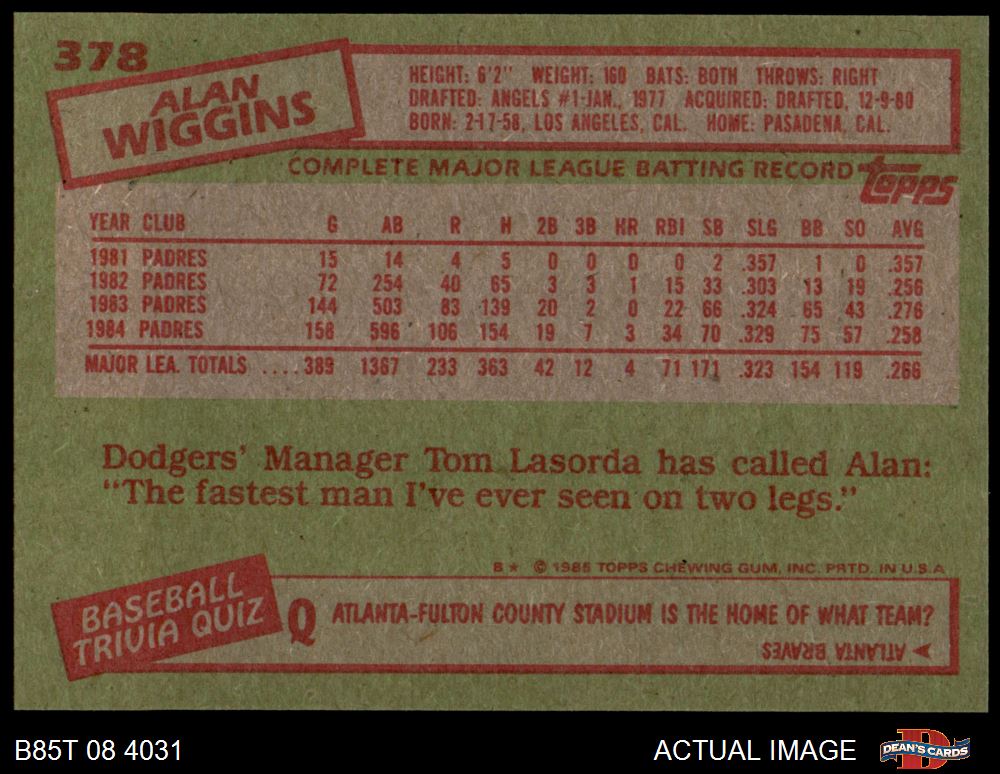 378
ALAN
WIGGINS
HEIGHT: 6'2" WEIGHT: 160 BATS: BOTH THROWS: RIGHT
DRAFTED: ANGELS #1-JAN., 1977 ACQUIRED: DRAFTED, 12-9-80
BORN: 2-17-58, LOS ANGELES, CAL. HOME: PASADENA, CAL.
COMPLETE MAJOR LEAGUE BATTING RECORD topps
YEAR CLUB G AB R H 2B 3B HR RBI SB SLG BB SO AVG
1981 PADRES 15 14 4 5 0 0 0 0 2 .357 1 0 .357
1982 PADRES 72 254 40 65 3 3 1 15 33 .303 13 19 .256
1983 PADRES 144 503 83 139 20 2 0 22 66 .324 65 43 .276
1984 PADRES 158 596 106 154 19 7 3 34 70 .329 75 57 .258
MAJOR LEA. TOTALS ....389 1367 233 363 42 12 4 71 171 .323 154 119 .266
Dodgers' Manager Tom Lasorda has called Alan:
"The fastest man I've ever seen on two legs."
B★ © 1985 TOPPS CHEWING GUM, INC. PRTD. IN U.S.A
BASEBALL
TRIVIA QUIZ
Q ATLANTA-FULTON COUNTY STADIUM IS THE HOME OF WHAT TEAM?
ATLANTA BRAVES
B85T 08 4031 ACTUAL IMAGE DEAN'S CARDS